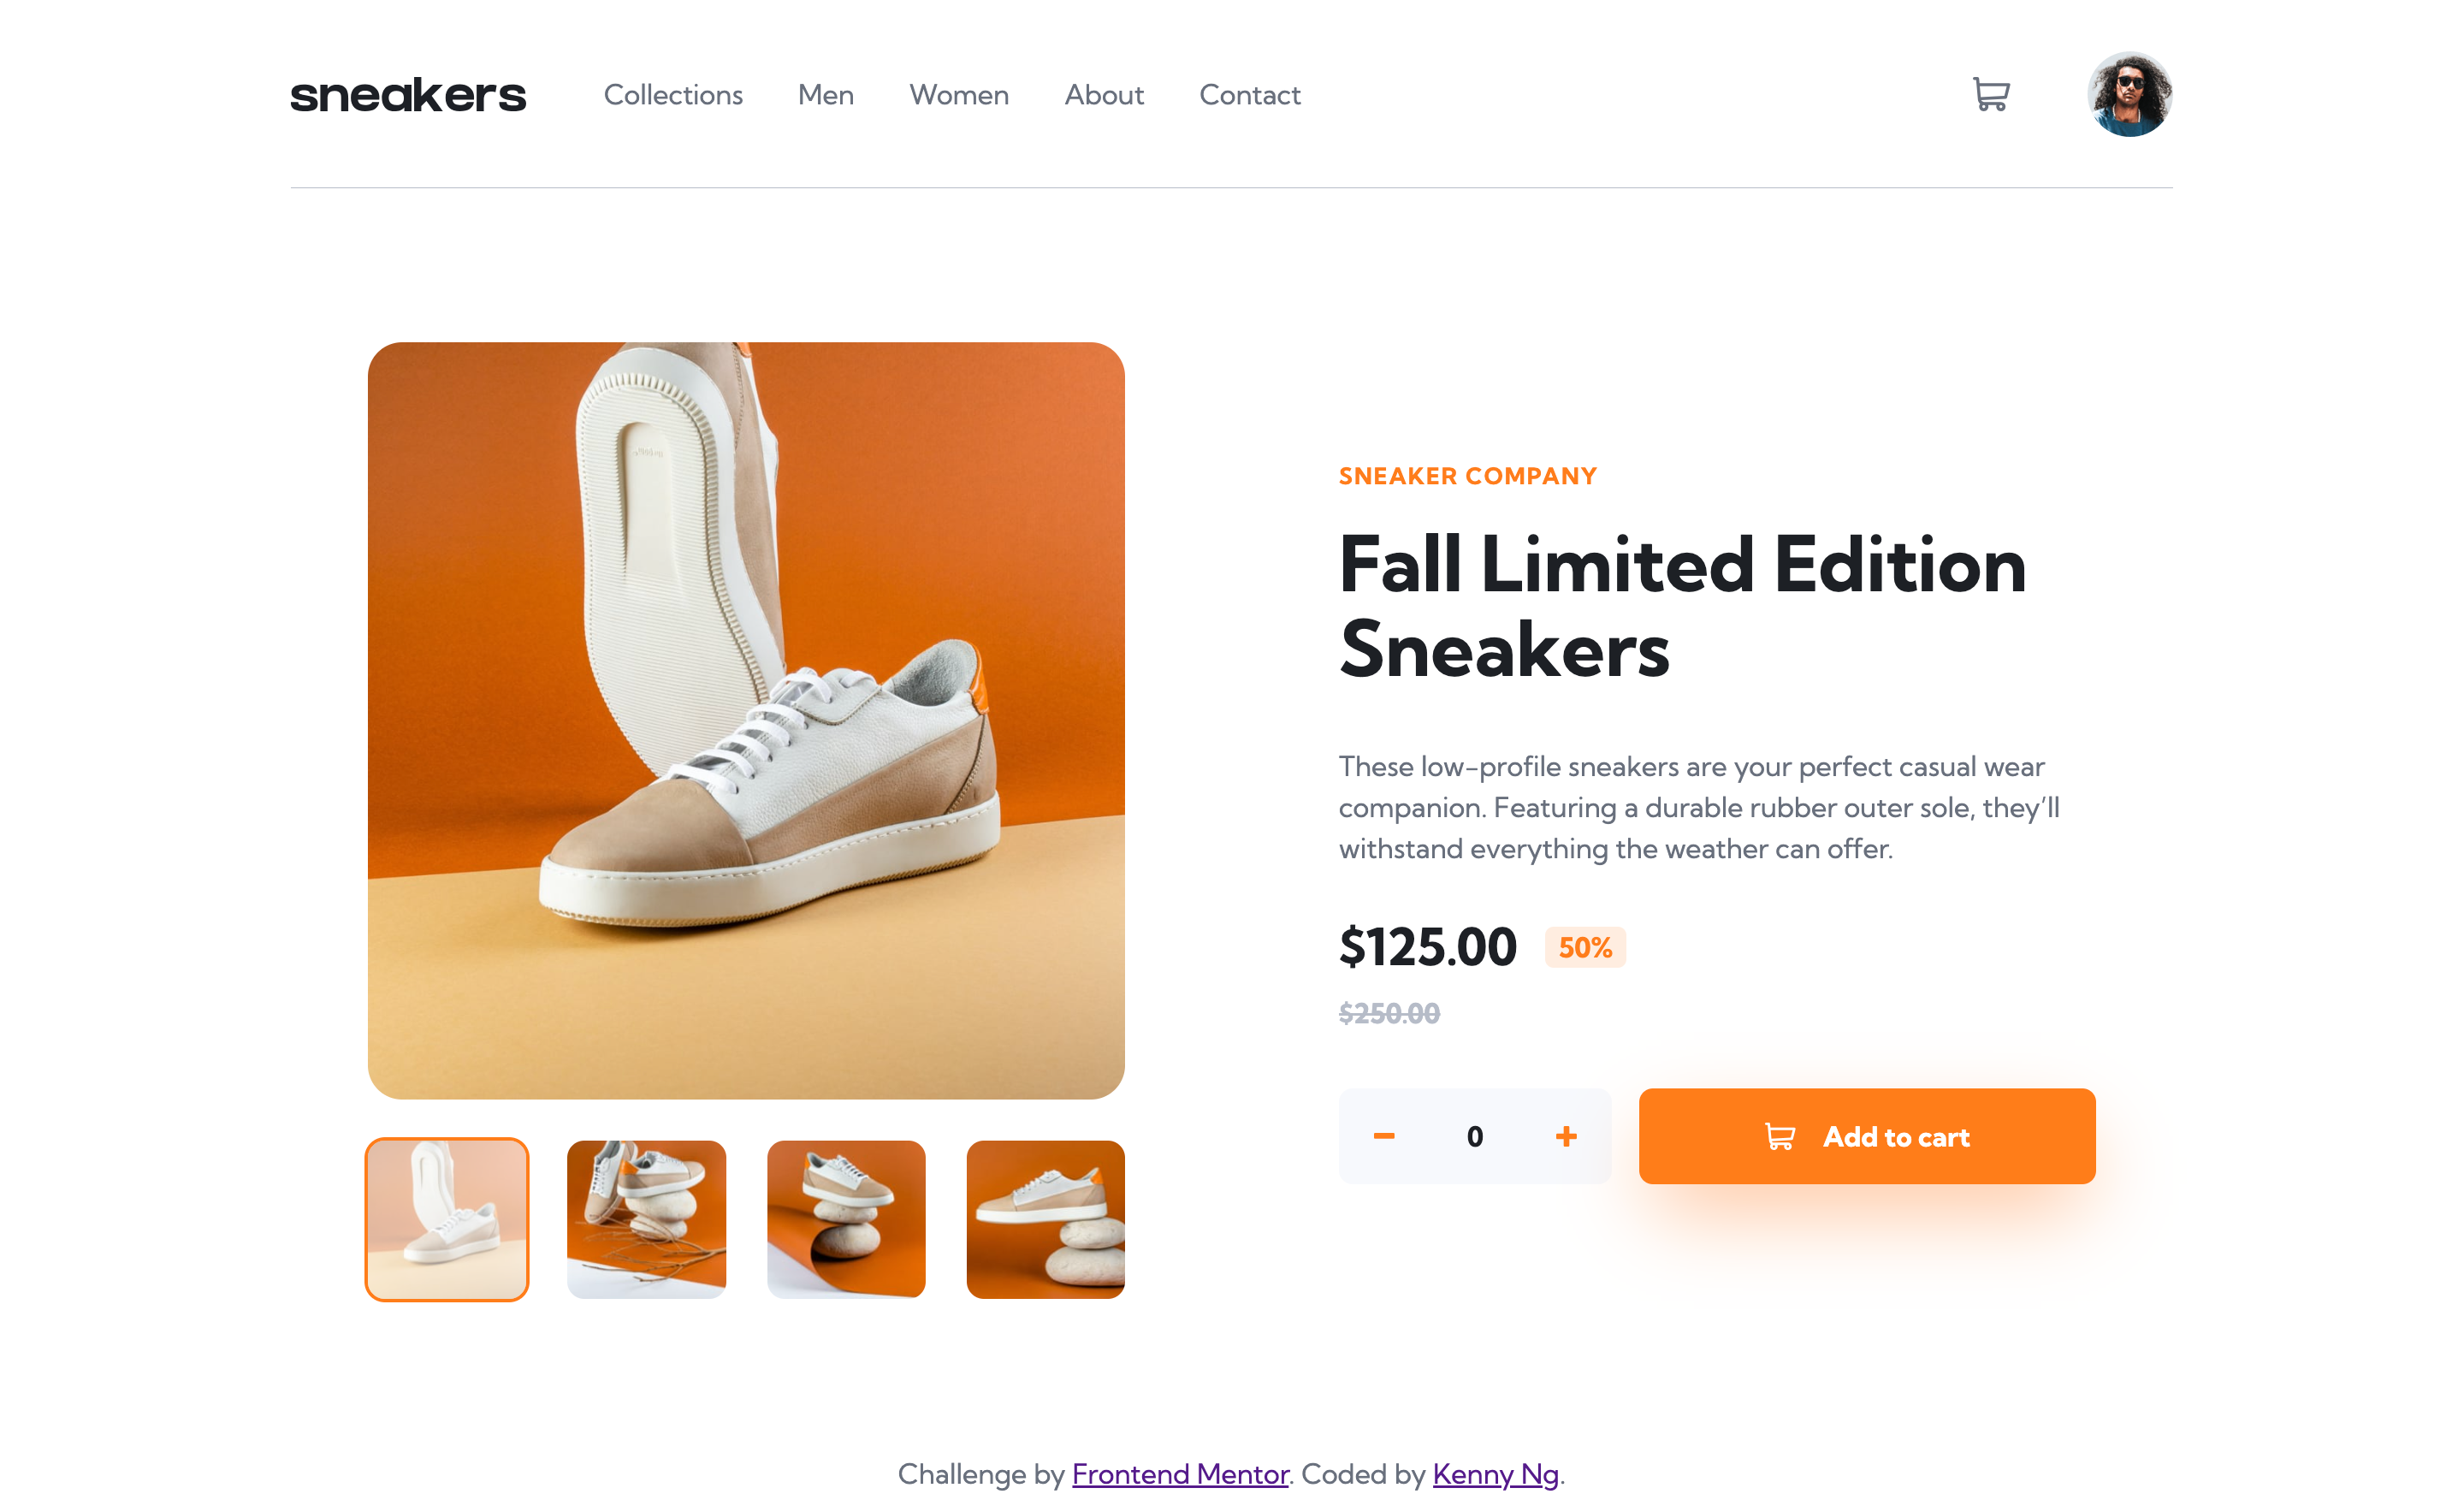 sneakers Collections Men Women About Contact
SNEAKER COMPANY
Fall Limited Edition
Sneakers
These low-profile sneakers are your perfect casual wear
companion. Featuring a durable rubber outer sole, they’ll
withstand everything the weather can offer.
$125.00 50%
$250.00
0 Add to cart
Challenge by Frontend Mentor. Coded by Kenny Ng.